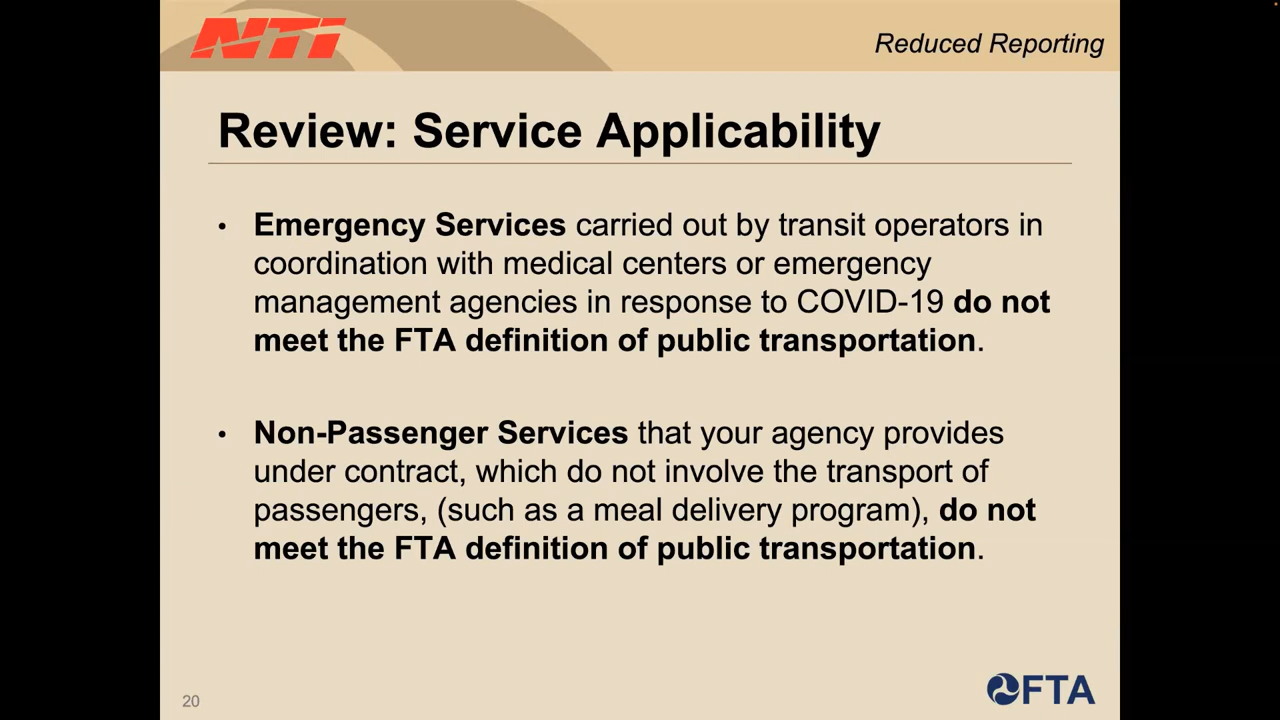 NTI
Reduced Reporting
Review: Service Applicability
• Emergency Services carried out by transit operators in
coordination with medical centers or emergency
management agencies in response to COVID-19 do not
meet the FTA definition of public transportation.
• Non-Passenger Services that your agency provides
under contract, which do not involve the transport of
passengers, (such as a meal delivery program), do not
meet the FTA definition of public transportation.
20
FTA